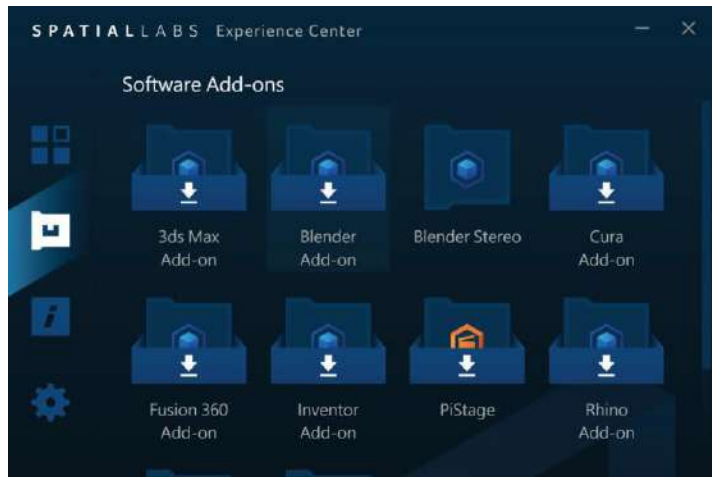 SPATIALLABS Experience Center
Software Add-ons
3ds Max
Add-on
Blender
Add-on
Blender Stereo
Cura
Add-on
Fusion 360
Add-on
Inventor
Add-on
PiStage
Rhino
Add-on